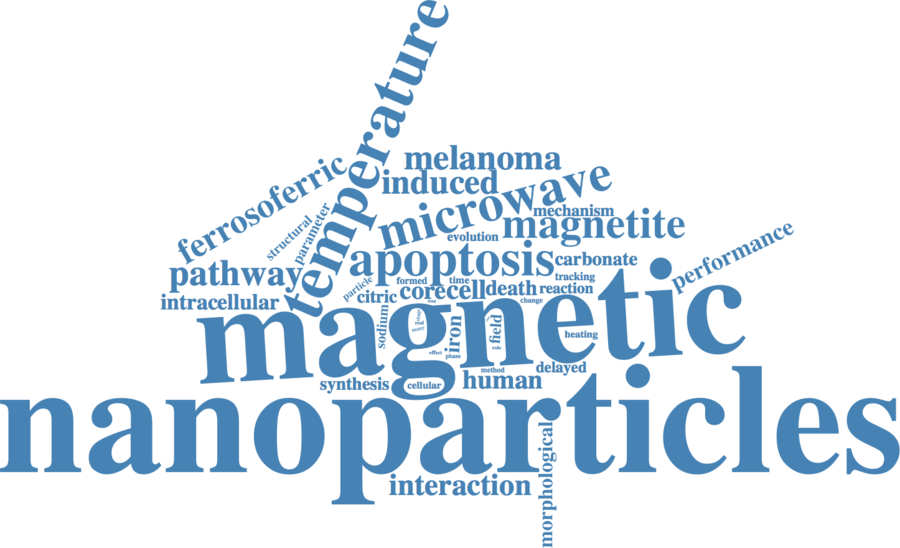 temperature
melanoma
induced
ferrosoferric
microwave
mechanism
structural
parameter
magnetite
evolution
performance
apoptosis
carbonate
pathway
tracking
particle
formed
time
intracellular
citric
core
cell
death
reaction
change
magnetic
sodium
iron
field
heating
effect
phase
method
delayed
synthesis
cellular
human
nanoparticles
interaction
morphological